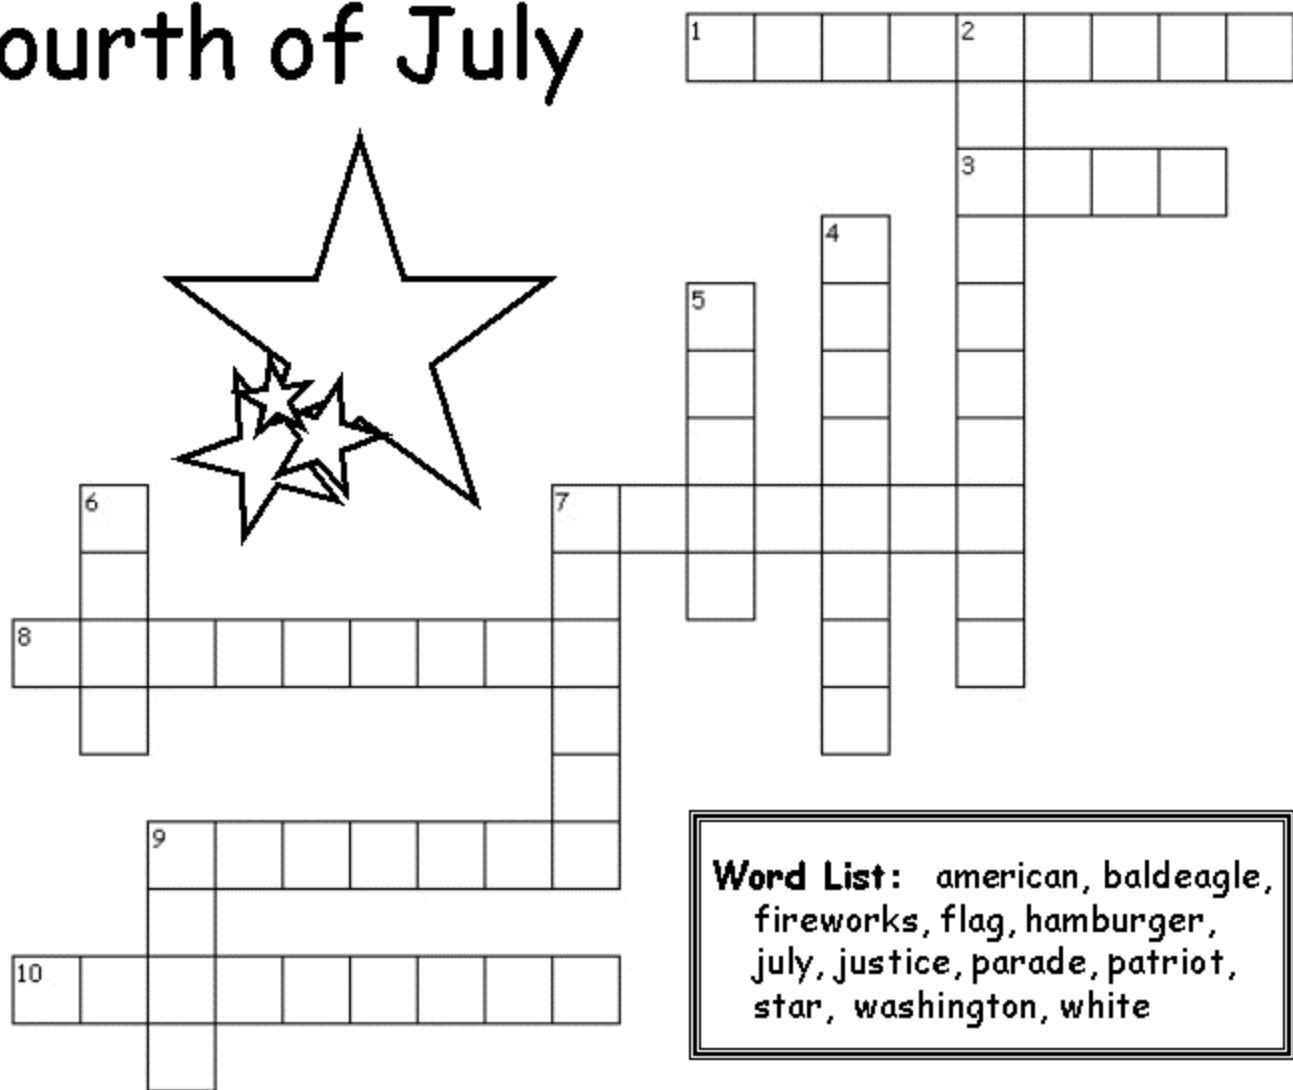 ourth of July
1
2
3
4
5
6
7
8
9
10
Word List: american, baldeagle,
fireworks, flag, hamburger,
july, justice, parade, patriot,
star, washington, white